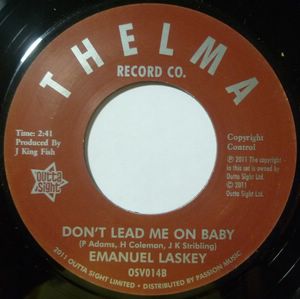 THELMA
RECORD CO.
outta
sight
Time: 2:41
Produced By
J King Fish
Copyright
Control
℗ 2011 The copyright
in this set is owned by
Outta Sight Ltd.
© 2011
Outta Sight Ltd
DON'T LEAD ME ON BABY
(P Adams, H Coleman, J K Stribling)
EMANUEL LASKEY
OSV014B
2011 OUTTA SIGHT LIMITED · DISTRIBUTED BY PASSION MUSIC